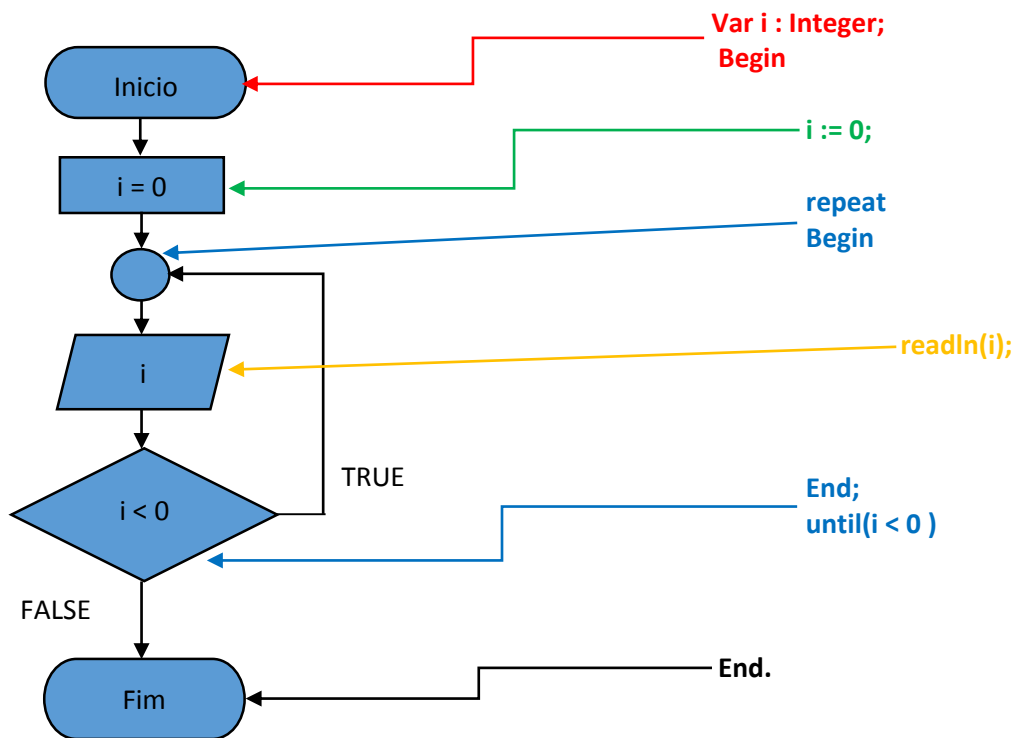 Var i : Integer;
Begin
Inicio
i := 0;
i = 0
repeat
Begin
i
readln(i);
TRUE
i < 0
End;
until(i < 0 )
FALSE
End.
Fim